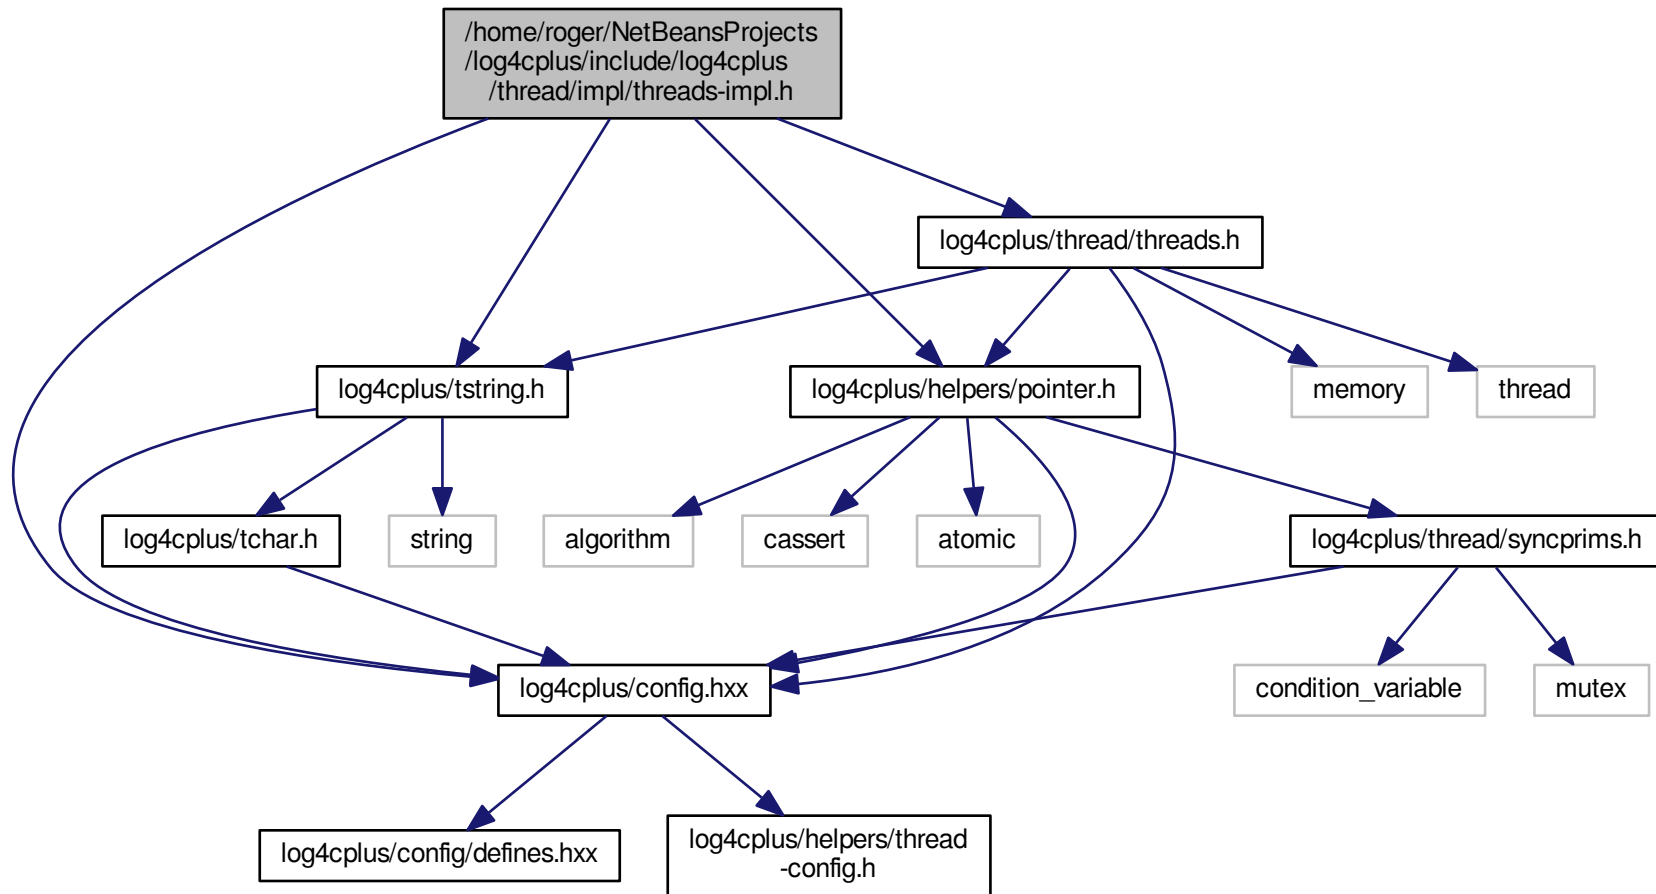 /home/roger/NetBeansProjects
/log4cplus/include/log4cplus
/thread/impl/threads-impl.h
log4cplus/thread/threads.h
log4cplus/tstring.h
log4cplus/helpers/pointer.h
memory
thread
log4cplus/tchar.h
string
algorithm
cassert
atomic
log4cplus/thread/syncprims.h
log4cplus/config.hxx
condition_variable
mutex
log4cplus/config/defines.hxx
log4cplus/helpers/thread
-config.h